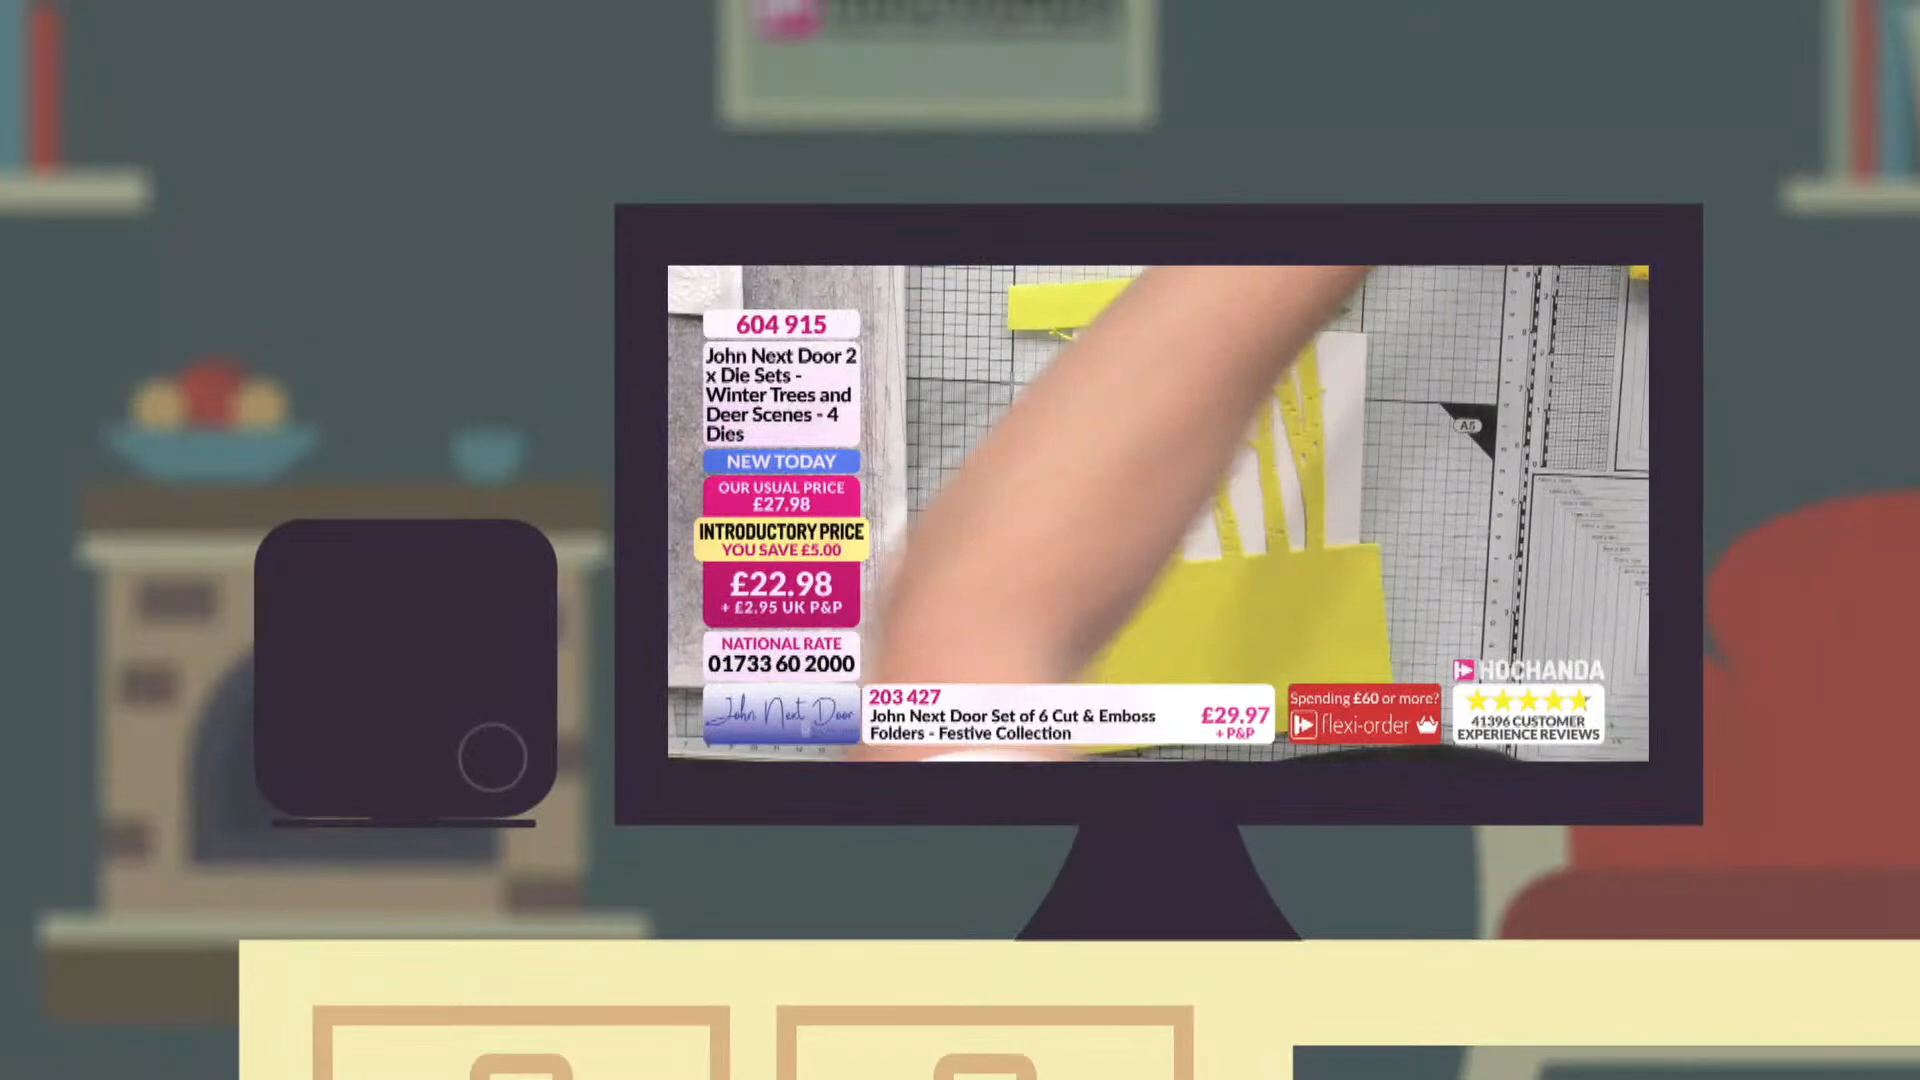 604 915
John Next Door 2
x Die Sets -
Winter Trees and
Deer Scenes - 4
Dies
NEW TODAY
OUR USUAL PRICE
£27.98
INTRODUCTORY PRICE
YOU SAVE £5.00
£22.98
+ £2.95 UK P&P
NATIONAL RATE
01733 60 2000
John Next Door
203 427
John Next Door Set of 6 Cut & Emboss
Folders - Festive Collection
£29.97
+ P&P
Spending £60 or more?
flexi-order
HOCHANDA
41396 CUSTOMER
EXPERIENCE REVIEWS
A5